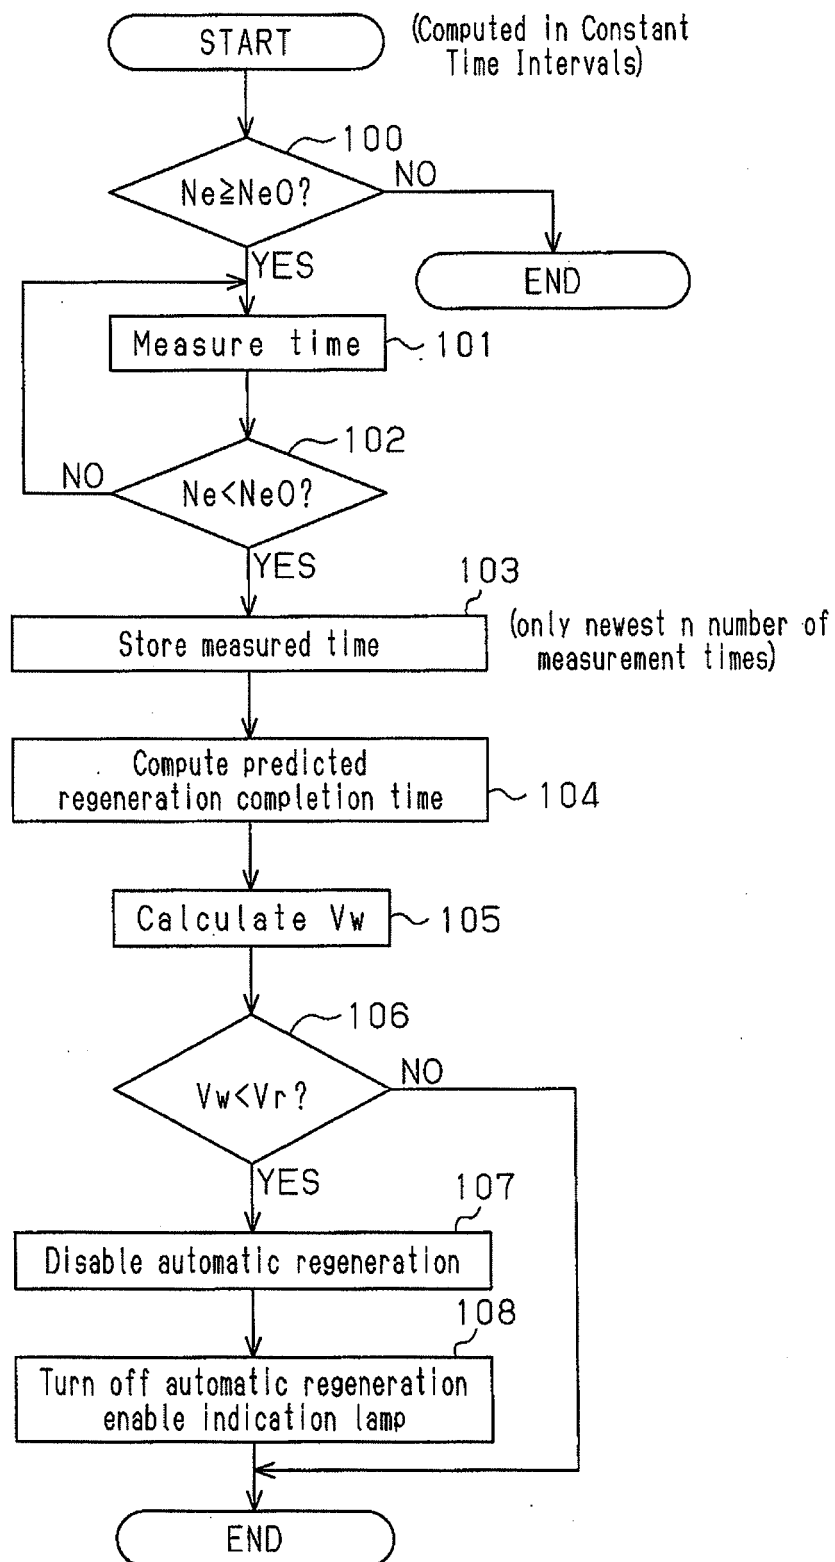 START
(Computed in Constant
Time Intervals)
100
Ne≧Ne0?
NO
YES
END
Measure time
101
102
NO
Ne<Ne0?
YES
103
Store measured time
(only newest n number of
measurement times)
Compute predicted
regeneration completion time
104
Calculate Vw
105
106
Vw<Vr?
NO
YES
107
Disable automatic regeneration
108
Turn off automatic regeneration
enable indication lamp
END